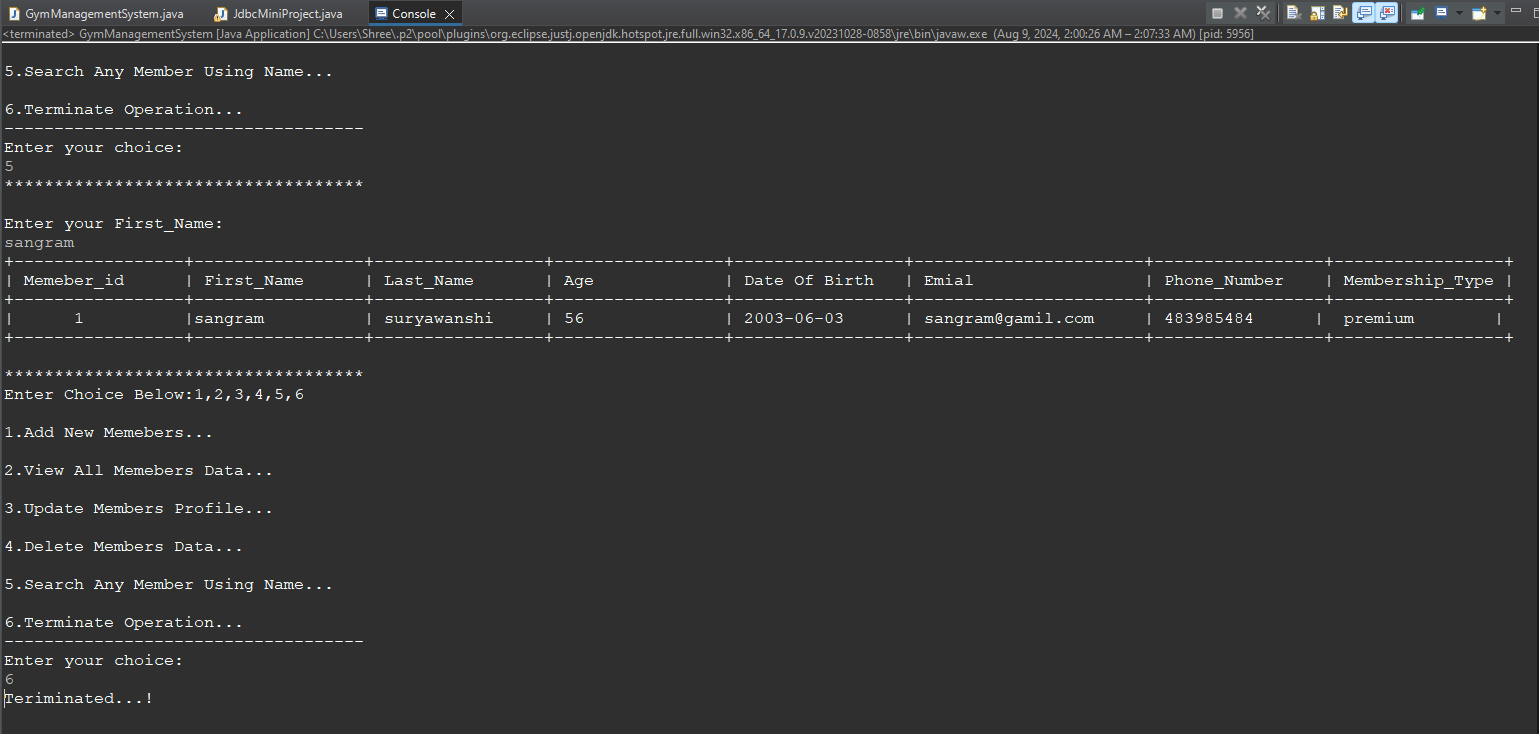 GymManagementSystem.java JdbcMiniProject.java Console
<terminated> GymManagementSystem [Java Application] C:\Users\Shree\.p2\pool\plugins\org.eclipse.justj.openjdk.hotspot.jre.full.win32.x86_64_17.0.9.v20231028-0858\jre\bin\javaw.exe (Aug 9, 2024, 2:00:26 AM – 2:07:33 AM) [pid: 5956]
5.Search Any Member Using Name...
6.Terminate Operation...
------------------------------------
Enter your choice:
5
************************************
Enter your First_Name:
sangram
+-----------------+-----------------+-----------------+-----------------+-----------------+-----------------------+-----------------+-----------------+
| Memeber_id      | First_Name      | Last_Name       | Age             | Date Of Birth   | Emial                 | Phone_Number    | Membership_Type |
+-----------------+-----------------+-----------------+-----------------+-----------------+-----------------------+-----------------+-----------------+
|      1          |sangram          | suryawanshi     | 56              | 2003-06-03      | sangram@gamil.com     | 483985484      |  premium        |
+-----------------+-----------------+-----------------+-----------------+-----------------+-----------------------+-----------------+-----------------+
************************************
Enter Choice Below:1,2,3,4,5,6
1.Add New Memebers...
2.View All Memebers Data...
3.Update Members Profile...
4.Delete Members Data...
5.Search Any Member Using Name...
6.Terminate Operation...
------------------------------------
Enter your choice:
6
Teriminated...!